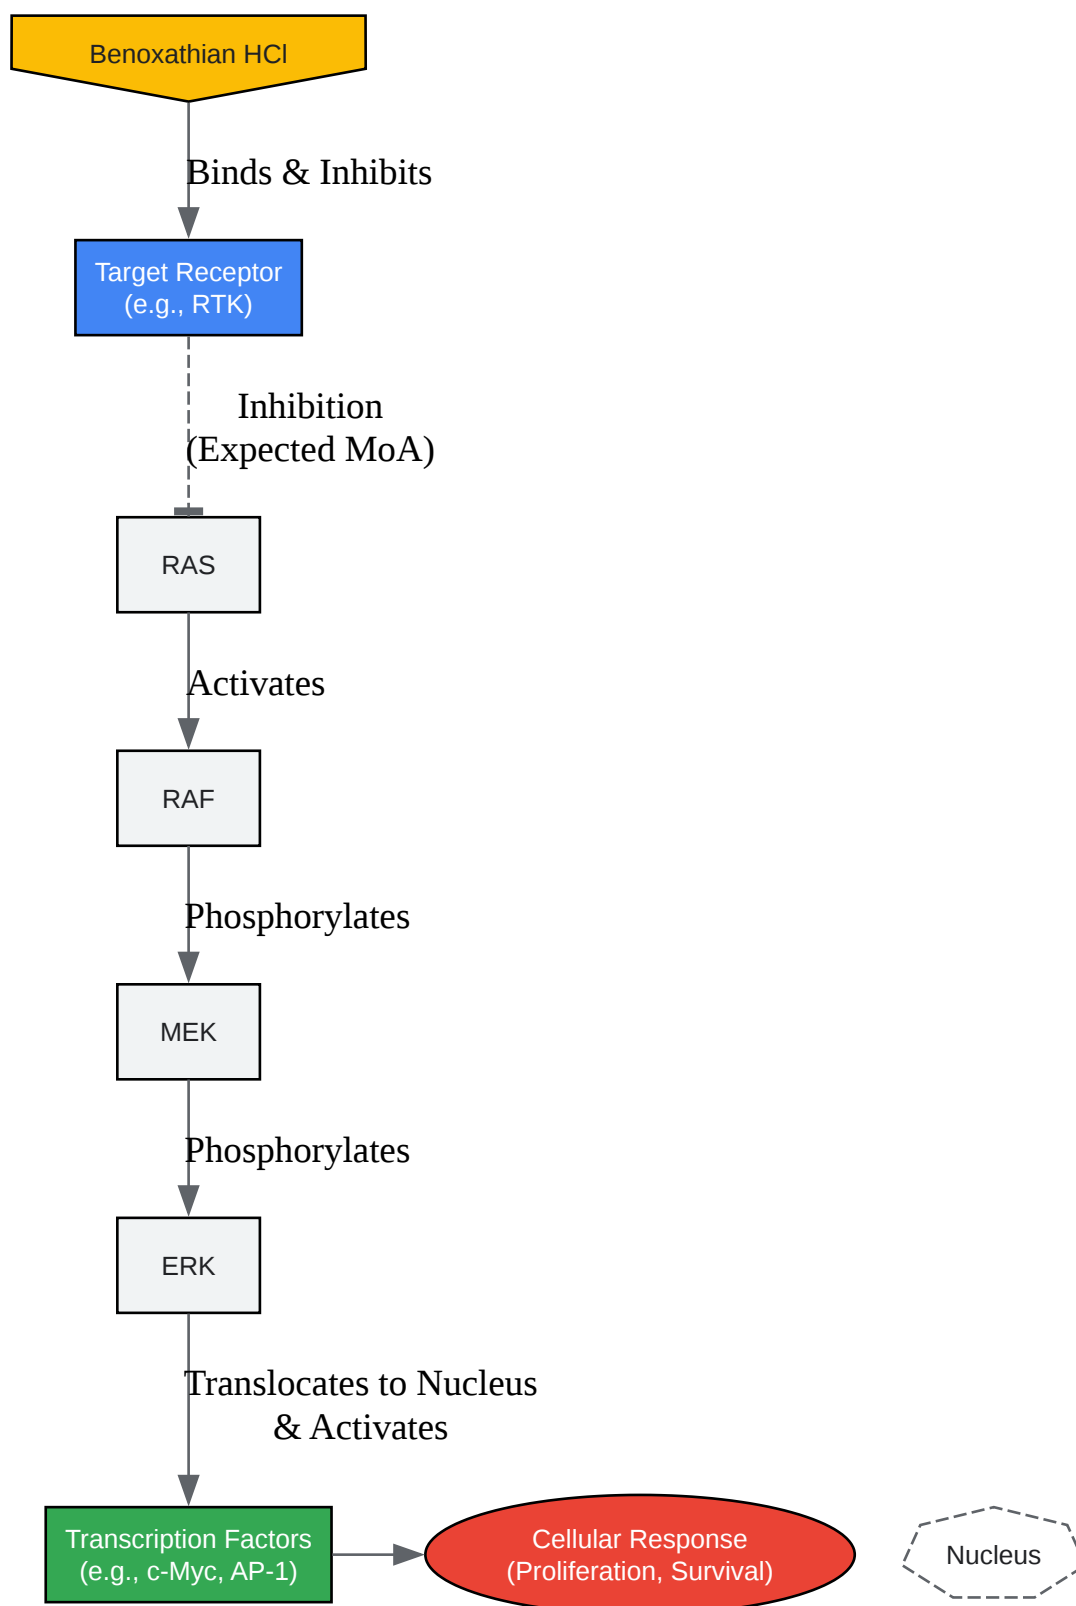 Benoxathian HCl
Binds & Inhibits
Target Receptor
(e.g., RTK)
Inhibition
(Expected MoA)
RAS
Activates
RAF
Phosphorylates
MEK
Phosphorylates
ERK
Translocates to Nucleus
& Activates
Transcription Factors
(e.g., c-Myc, AP-1)
Cellular Response
(Proliferation, Survival)
Nucleus